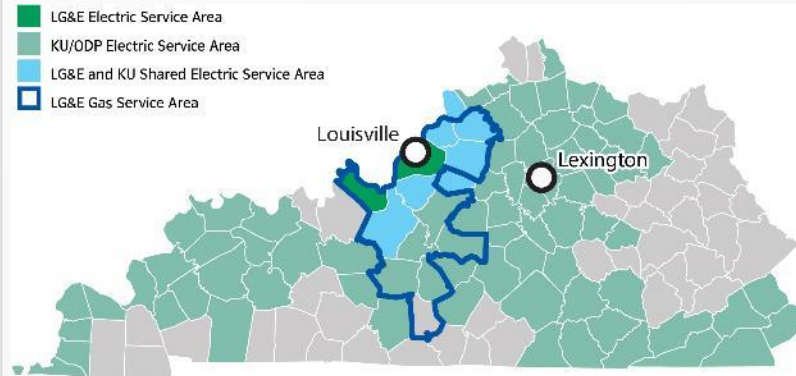 LG&E Electric Service Area
KU/ODP Electric Service Area
LG&E and KU Shared Electric Service Area
LG&E Gas Service Area
Louisville
Lexington